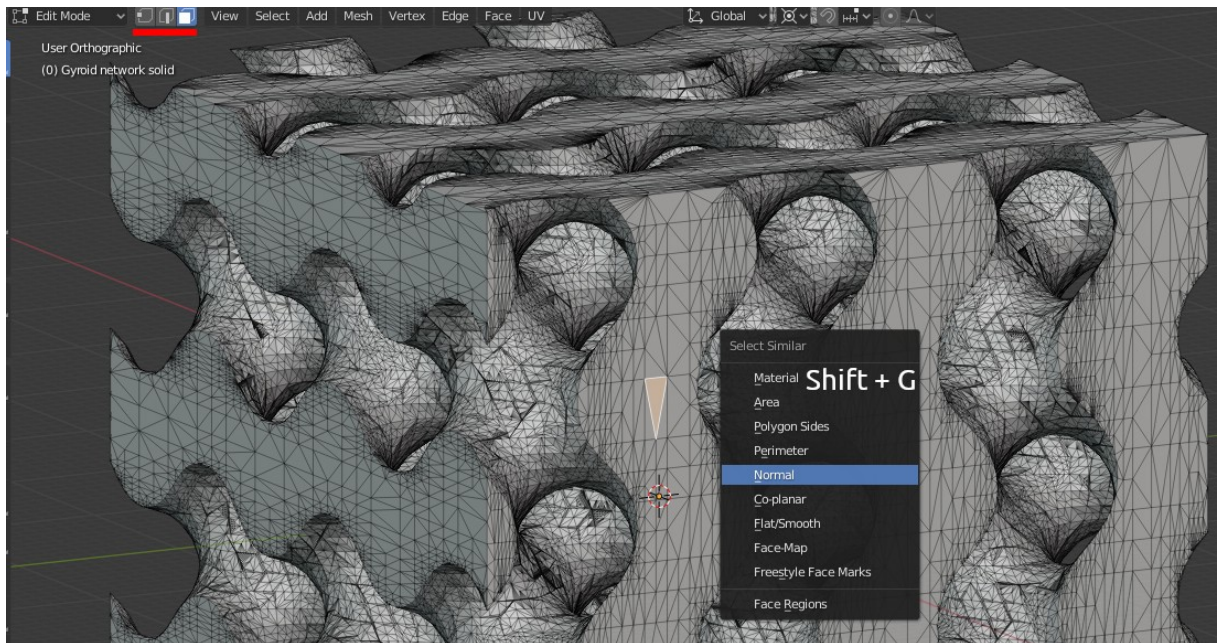 Edit Mode View Select Add Mesh Vertex Edge Face UV Global
User Orthographic
(0) Gyroid network solid
Select Similar
Material Shift + G
Area
Polygon Sides
Perimeter
Normal
Co-planar
Flat/Smooth
Face-Map
Freestyle Face Marks
Face Regions